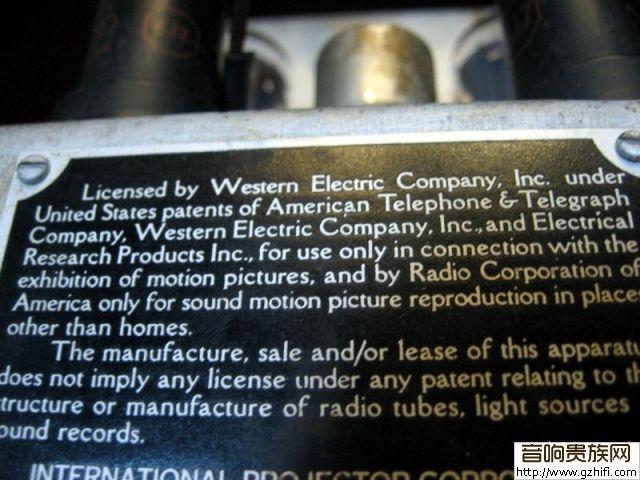 Licensed by Western Electric Company, Inc. under
United States patents of American Telephone & Telegraph
Company, Western Electric Company, Inc., and Electrical
Research Products Inc., for use only in connection with the
exhibition of motion pictures, and by Radio Corporation of
America only for sound motion picture reproduction in place
other than homes.
The manufacture, sale and/or lease of this apparatu
does not imply any license under any patent relating to th
structure or manufacture of radio tubes, light sources
ound records.
INTERNATIONAL PROJECTOR CORPO
音响贵族网
http://www.gzhifi.com